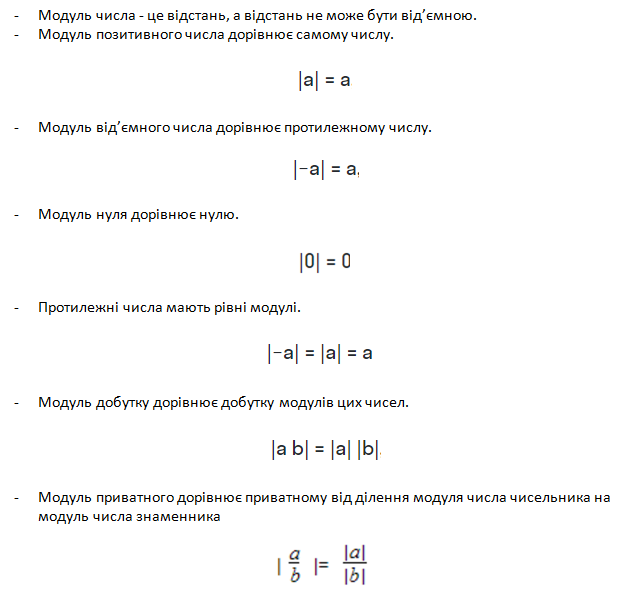 - Модуль числа - це відстань, а відстань не може бути від’ємною.
- Модуль позитивного числа дорівнює самому числу.
|a| = a
- Модуль від’ємного числа дорівнює протилежному числу.
|−a| = a,
- Модуль нуля дорівнює нулю.
|0| = 0
- Протилежні числа мають рівні модулі.
|−a| = |a| = a
- Модуль добутку дорівнює добутку модулів цих чисел.
|a b| = |a| |b|
- Модуль приватного дорівнює приватному від ділення модуля числа чисельника на
модуль числа знаменника
| a/b | = |a|/|b|